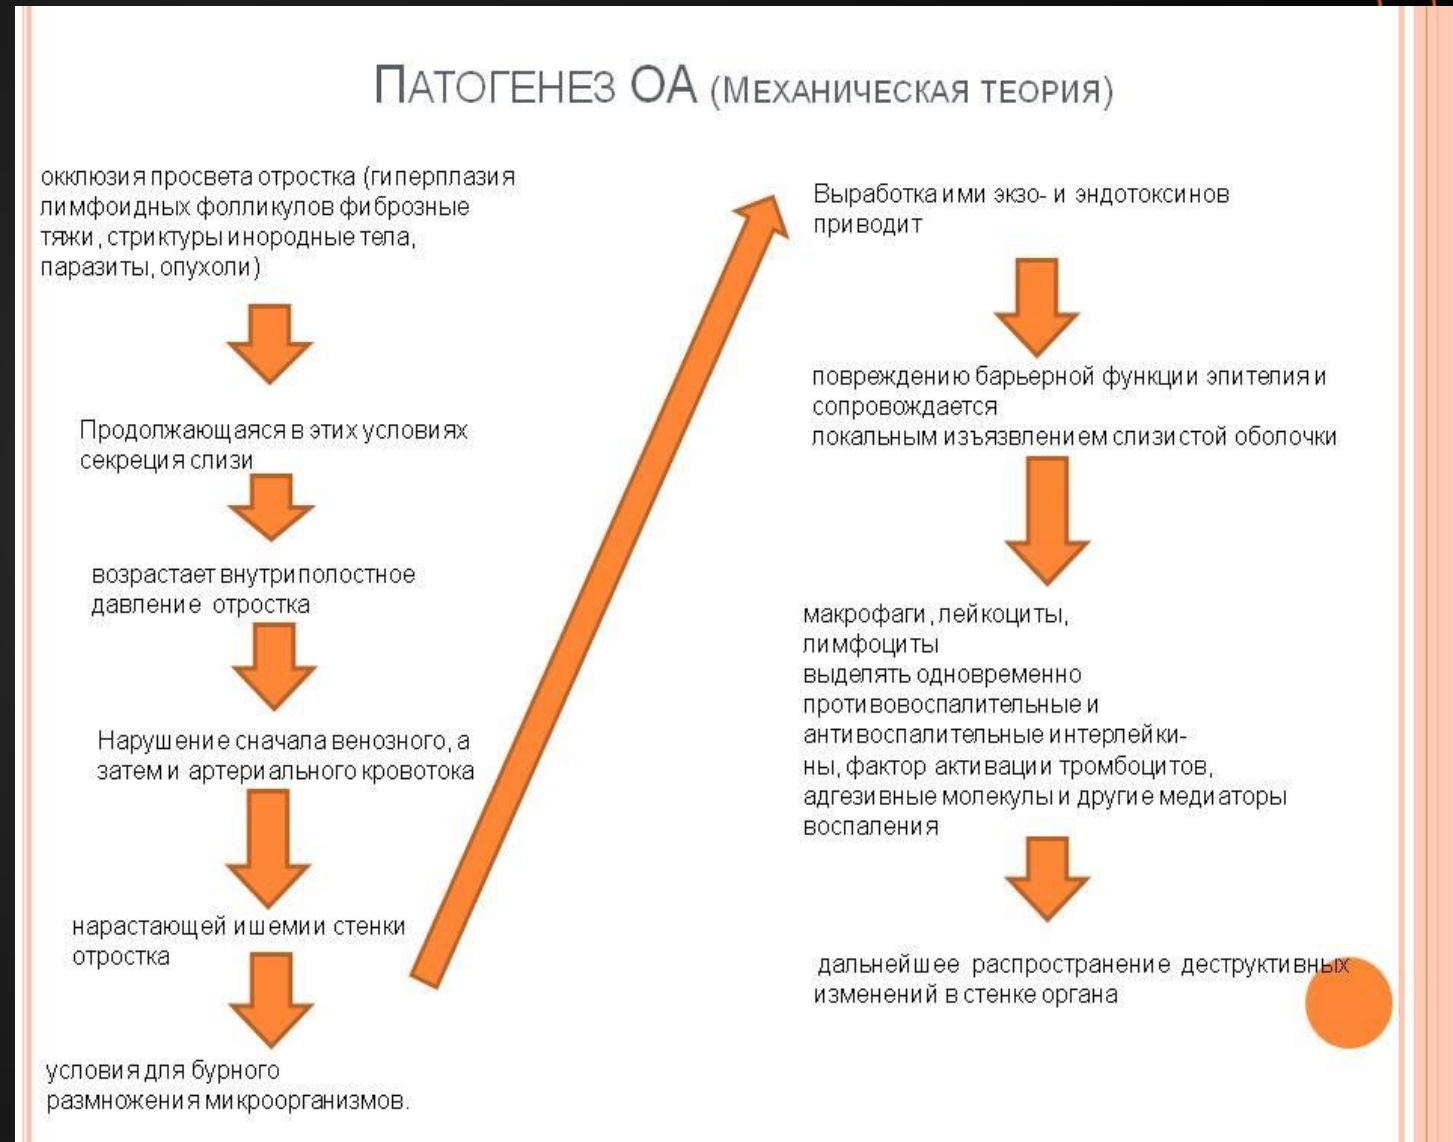 Патогенез ОА (Механическая теория)
окклюзия просвета отростка (гиперплазия
лимфоидных фолликулов фиброзные
тяжи, стриктуры инородные тела,
паразиты, опухоли)
Продолжающаяся в этих условиях
секреция слизи
возрастает внутриполостное
давление отростка
Нарушение сначала венозного, а
затем и артериального кровотока
нарастающей ишемии стенки
отростка
условия для бурного
размножения микроорганизмов.
Выработка ими экзо- и эндотоксинов
приводит
повреждению барьерной функции эпителия и
сопровождается
локальным изъязвлением слизистой оболочки
макрофаги, лейкоциты,
лимфоциты
выделять одновременно
противовоспалительные и
антивоспалительные интерлейки-
ны, фактор активации тромбоцитов,
адгезивные молекулы и другие медиаторы
воспаления
дальнейшее распространение деструктивных
изменений в стенке органа